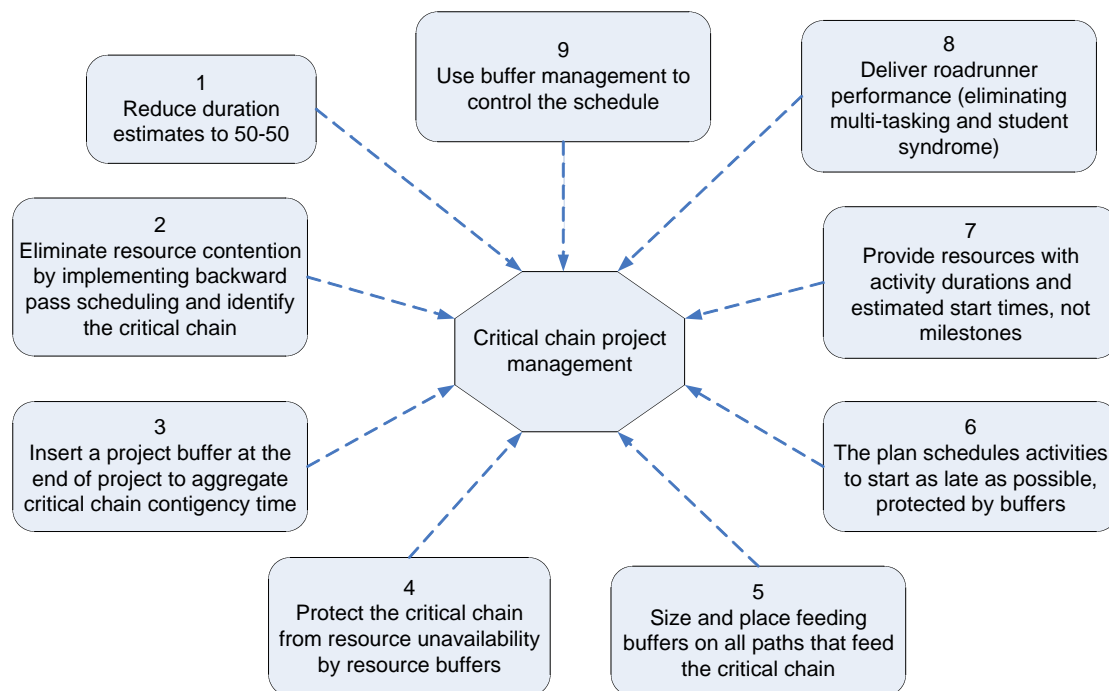 1
Reduce duration
estimates to 50-50
2
Eliminate resource contention
by implementing backward
pass scheduling and identify
the critical chain
3
Insert a project buffer at the
end of project to aggregate
critical chain contigency time
4
Protect the critical chain
from resource unavailability
by resource buffers
5
Size and place feeding
buffers on all paths that feed
the critical chain
6
The plan schedules activities
to start as late as possible,
protected by buffers
7
Provide resources with
activity durations and
estimated start times, not
milestones
8
Deliver roadrunner
performance (eliminating
multi-tasking and student
syndrome)
9
Use buffer management to
control the schedule
Critical chain project
management